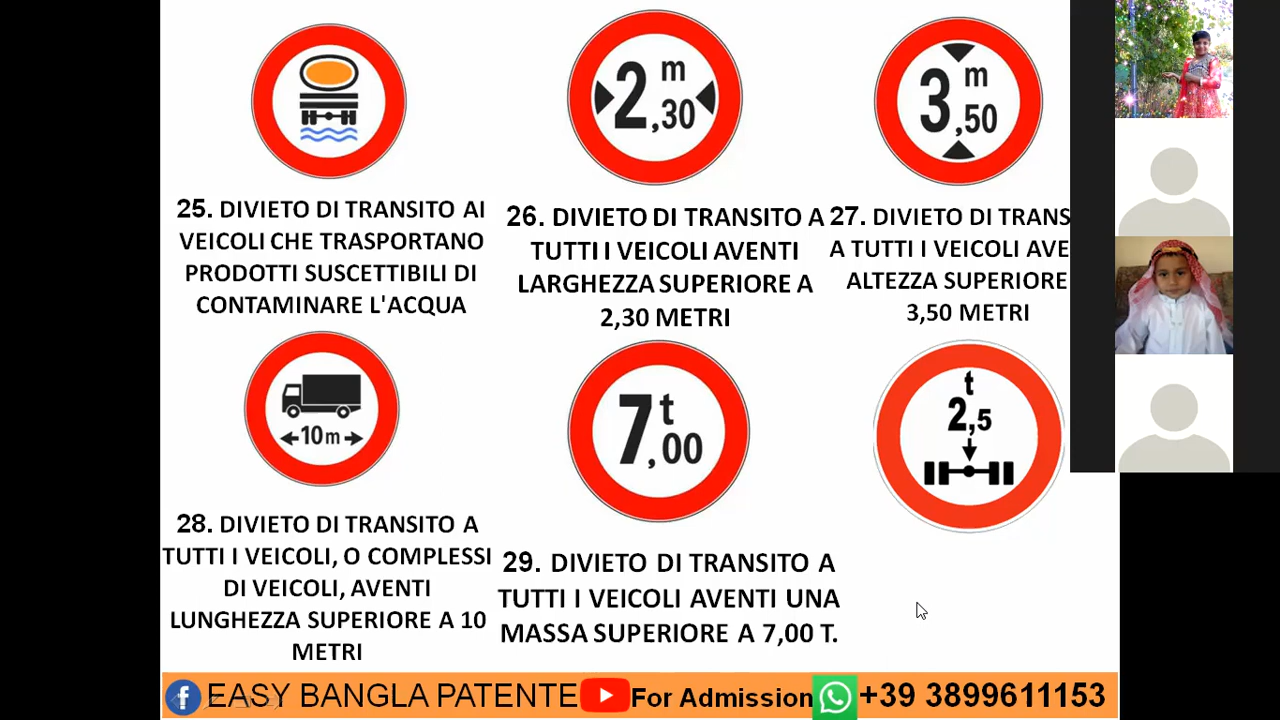 2,30 m
3,50 m
25. DIVIETO DI TRANSITO AI
VEICOLI CHE TRASPORTANO
PRODOTTI SUSCETTIBILI DI
CONTAMINARE L'ACQUA
26. DIVIETO DI TRANSITO A
TUTTI I VEICOLI AVENTI
LARGHEZZA SUPERIORE A
2,30 METRI
27. DIVIETO DI TRANS
A TUTTI I VEICOLI AVE
ALTEZZA SUPERIORE
3,50 METRI
10m
7,00 t
t
2,5
28. DIVIETO DI TRANSITO A
TUTTI I VEICOLI, O COMPLESSI
DI VEICOLI, AVENTI
LUNGHEZZA SUPERIORE A 10
METRI
29. DIVIETO DI TRANSITO A
TUTTI I VEICOLI AVENTI UNA
MASSA SUPERIORE A 7,00 T.
EASY BANGLA PATENTE For Admission +39 3899611153